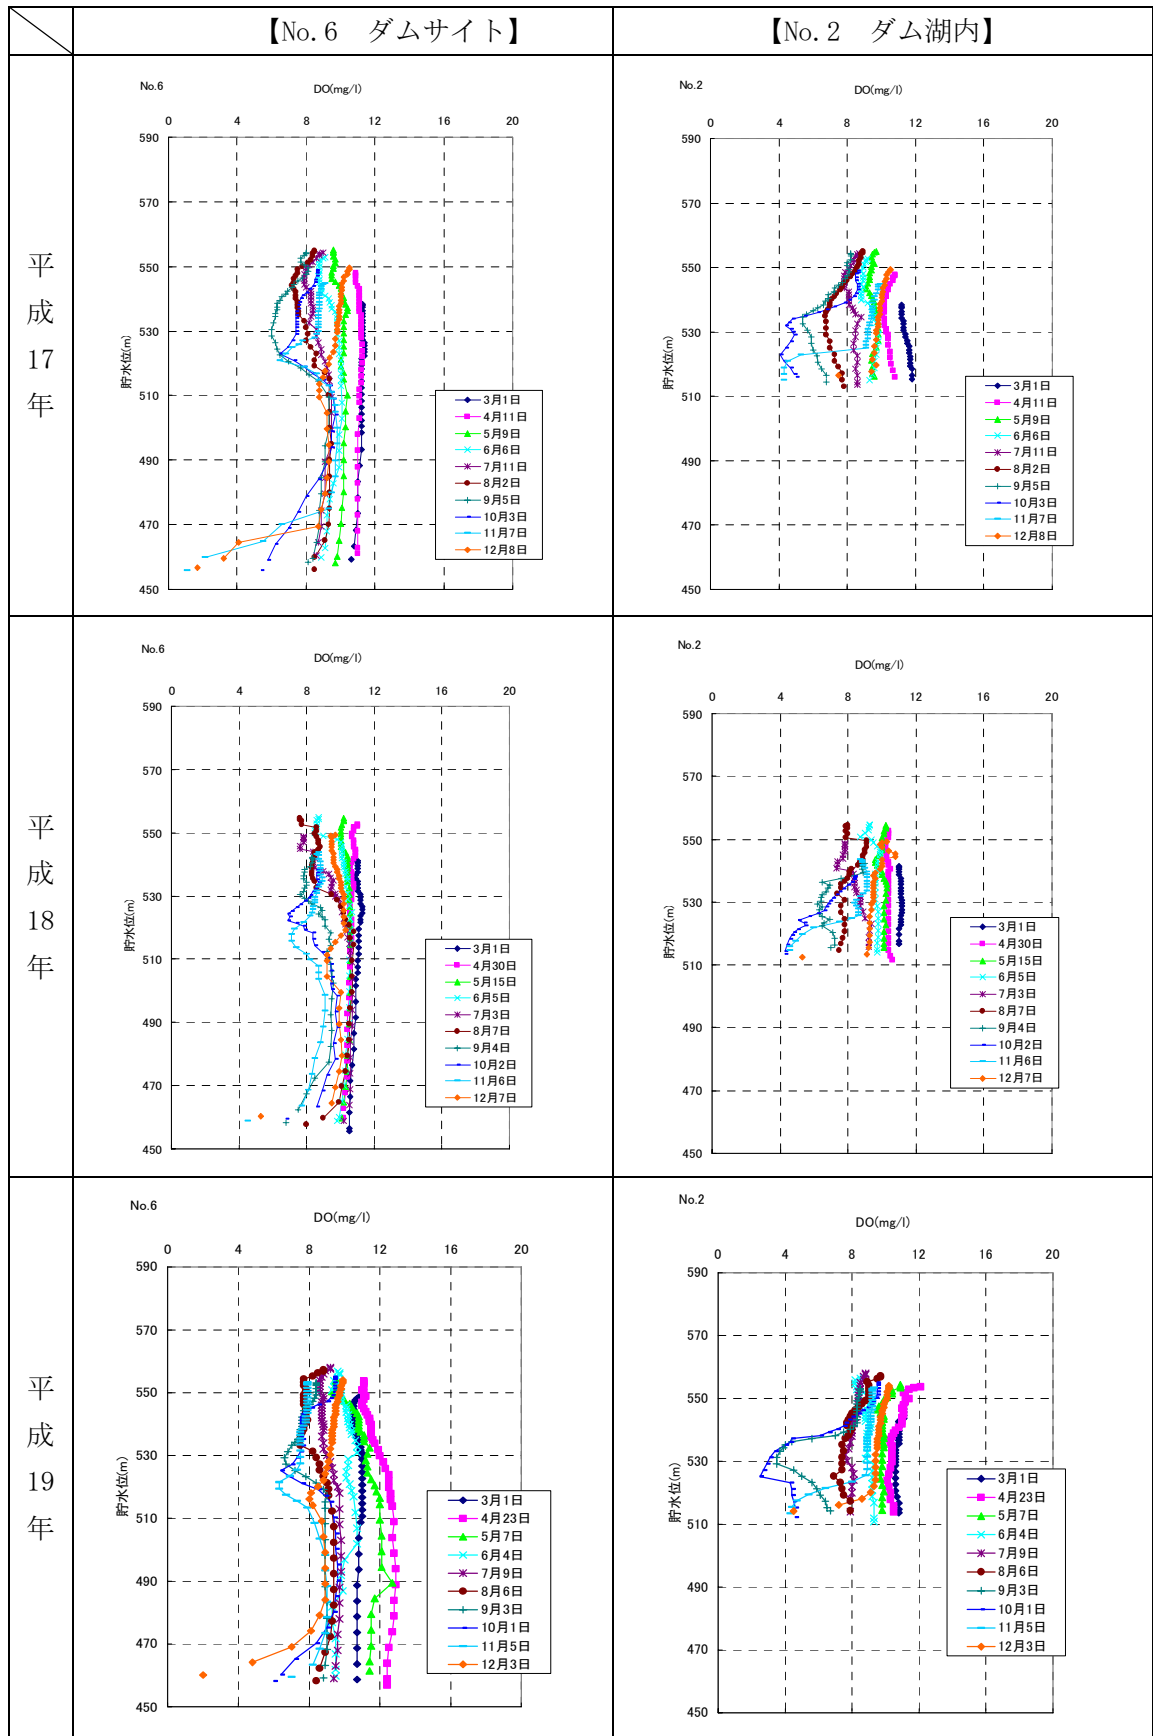 【No.6 ダムサイト】
【No.2 ダム湖内】
平成17年
No.6
DO(mg/l)
0 4 8 12 16 20
590
570
550
530
510
490
470
450
貯水位(m)
3月1日
4月11日
5月9日
6月6日
7月11日
8月2日
9月5日
10月3日
11月7日
12月8日
No.2
DO(mg/l)
0 4 8 12 16 20
590
570
550
530
510
490
470
450
貯水位(m)
3月1日
4月11日
5月9日
6月6日
7月11日
8月2日
9月5日
10月3日
11月7日
12月8日
平成18年
No.6
DO(mg/l)
0 4 8 12 16 20
590
570
550
530
510
490
470
450
貯水位(m)
3月1日
4月30日
5月15日
6月5日
7月3日
8月7日
9月4日
10月2日
11月6日
12月7日
No.2
DO(mg/l)
0 4 8 12 16 20
590
570
550
530
510
490
470
450
貯水位(m)
3月1日
4月30日
5月15日
6月5日
7月3日
8月7日
9月4日
10月2日
11月6日
12月7日
平成19年
No.6
DO(mg/l)
0 4 8 12 16 20
590
570
550
530
510
490
470
450
貯水位(m)
3月1日
4月23日
5月7日
6月4日
7月9日
8月6日
9月3日
10月1日
11月5日
12月3日
No.2
DO(mg/l)
0 4 8 12 16 20
590
570
550
530
510
490
470
450
貯水位(m)
3月1日
4月23日
5月7日
6月4日
7月9日
8月6日
9月3日
10月1日
11月5日
12月3日